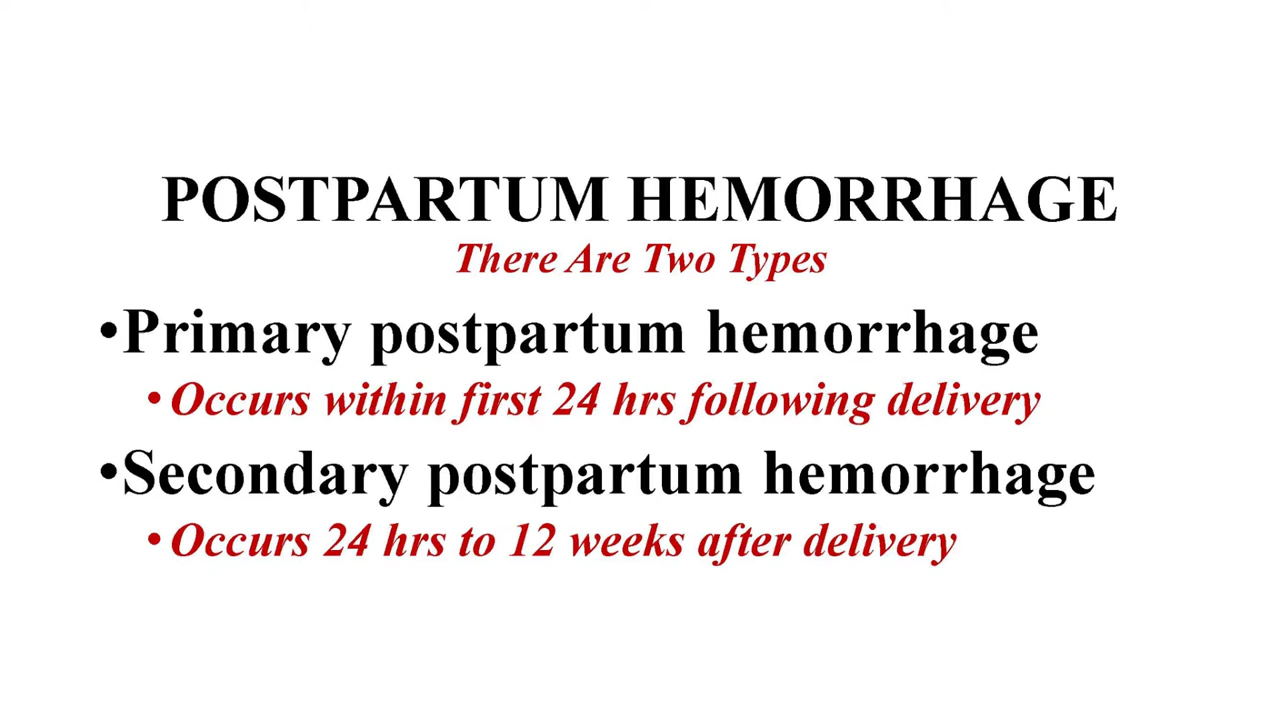 POSTPARTUM HEMORRHAGE
There Are Two Types
•Primary postpartum hemorrhage
•Occurs within first 24 hrs following delivery
•Secondary postpartum hemorrhage
•Occurs 24 hrs to 12 weeks after delivery